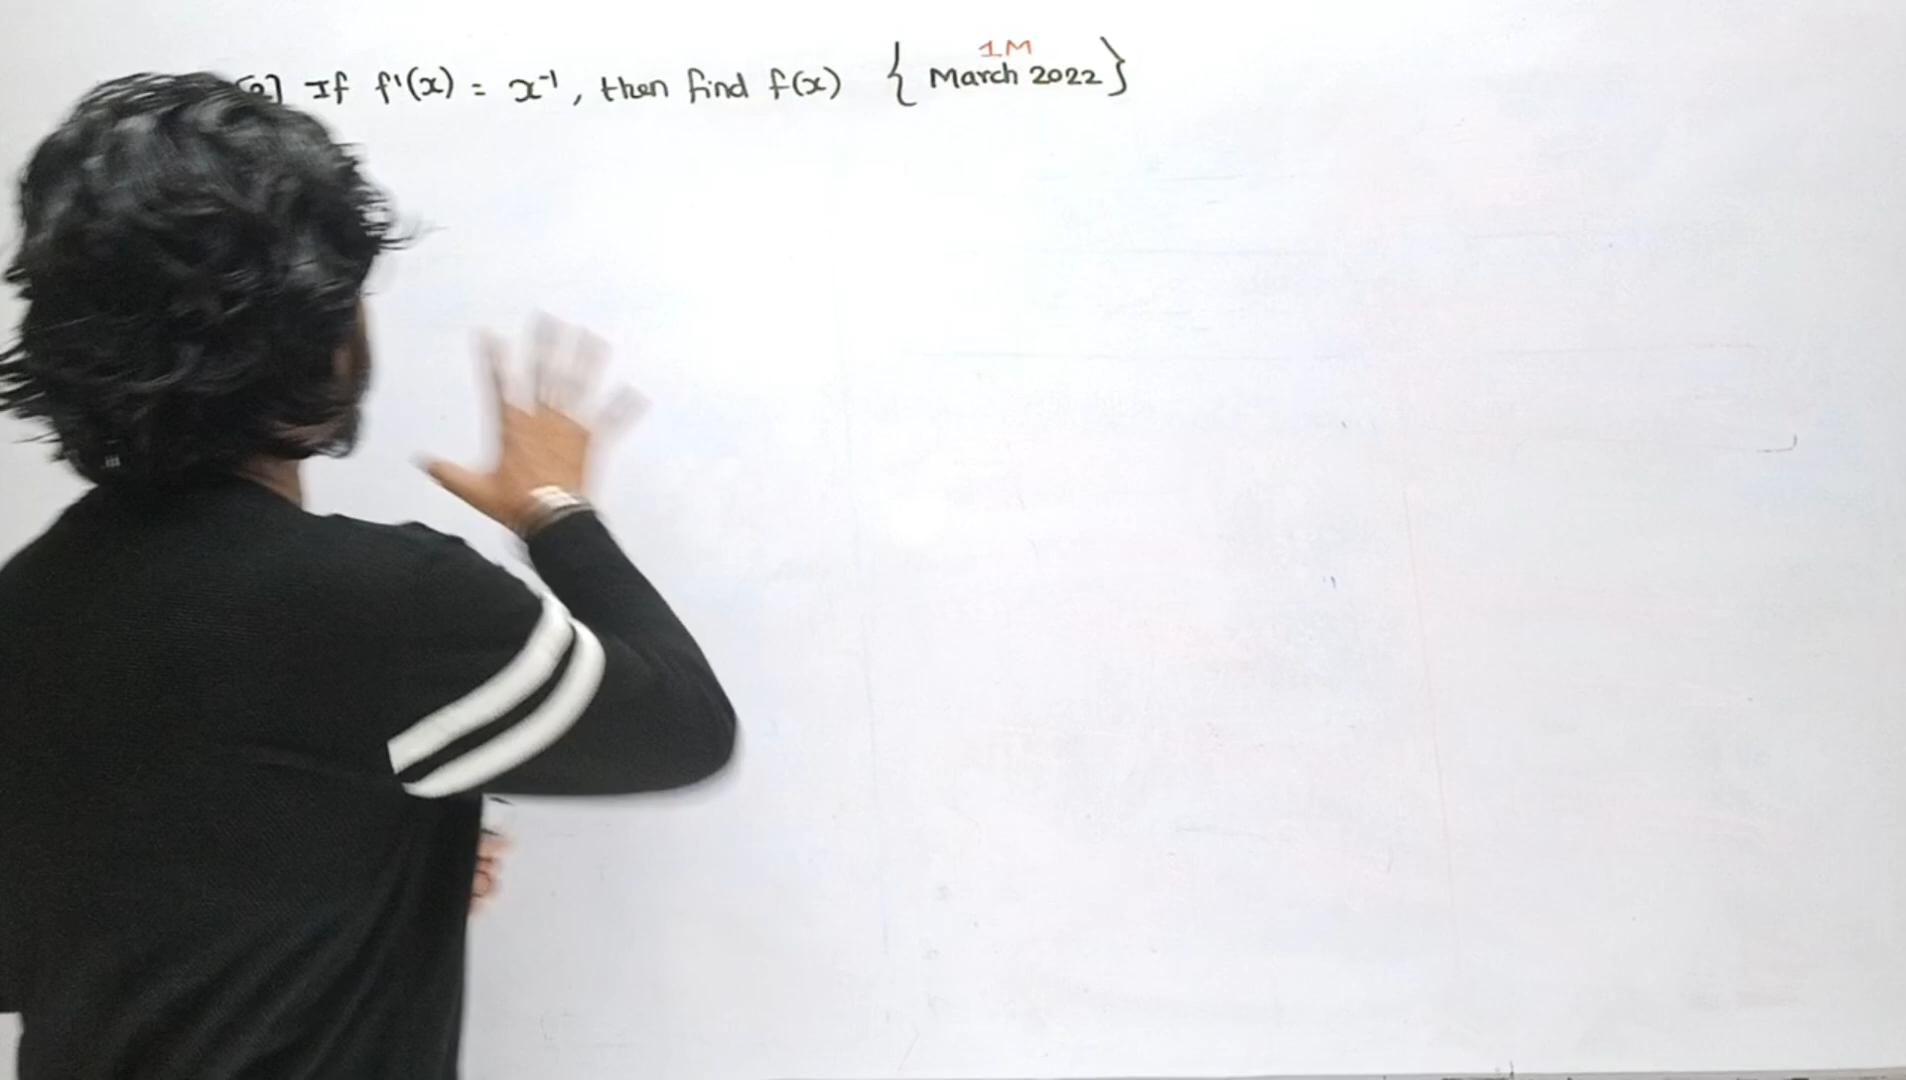 If f'(x) = x⁻¹, then find f(x) { 1M March 2022 }